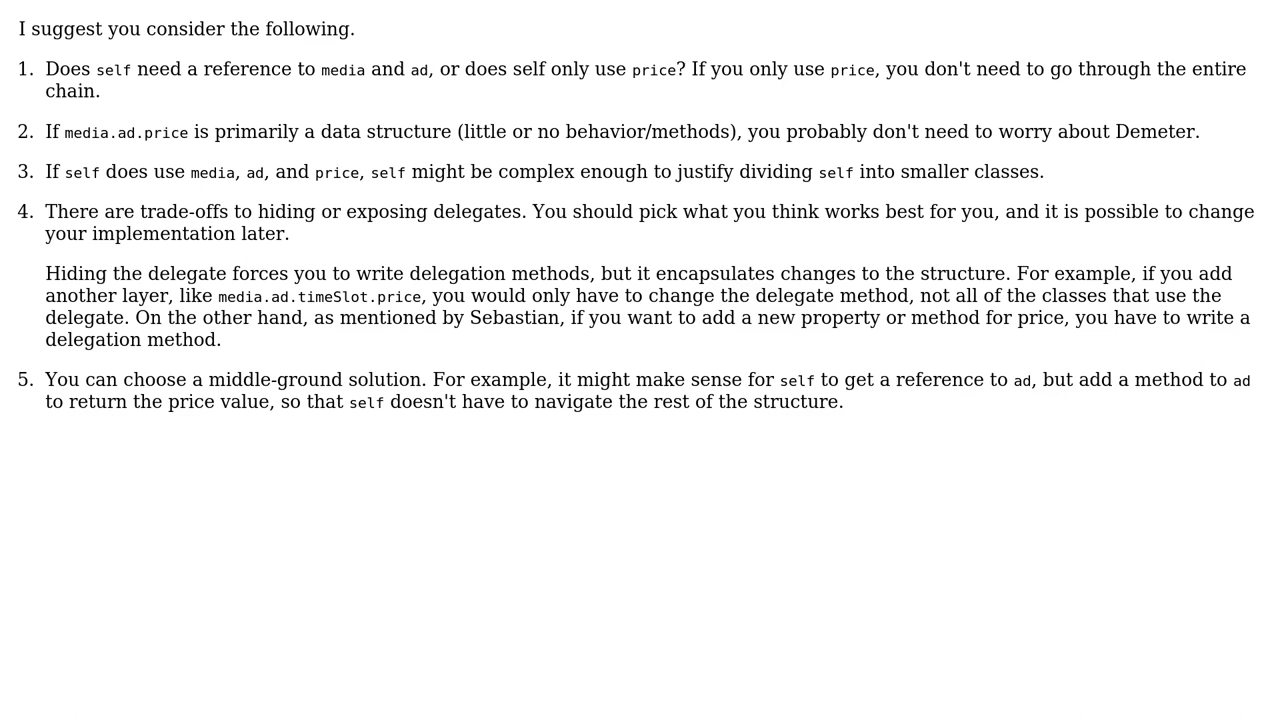 I suggest you consider the following.
1. Does self need a reference to media and ad, or does self only use price? If you only use price, you don't need to go through the entire
chain.
2. If media.ad.price is primarily a data structure (little or no behavior/methods), you probably don't need to worry about Demeter.
3. If self does use media, ad, and price, self might be complex enough to justify dividing self into smaller classes.
4. There are trade-offs to hiding or exposing delegates. You should pick what you think works best for you, and it is possible to change
your implementation later.
Hiding the delegate forces you to write delegation methods, but it encapsulates changes to the structure. For example, if you add
another layer, like media.ad.timeSlot.price, you would only have to change the delegate method, not all of the classes that use the
delegate. On the other hand, as mentioned by Sebastian, if you want to add a new property or method for price, you have to write a
delegation method.
5. You can choose a middle-ground solution. For example, it might make sense for self to get a reference to ad, but add a method to ad
to return the price value, so that self doesn't have to navigate the rest of the structure.